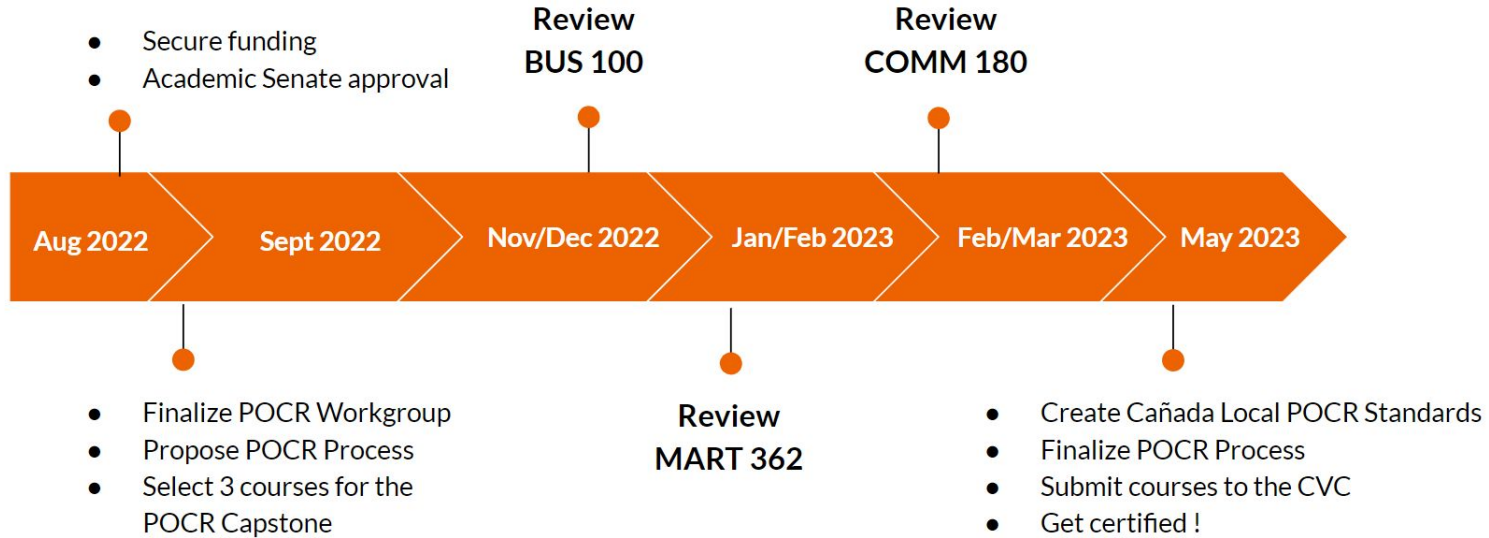 ● Secure funding
● Academic Senate approval
Review
BUS 100
Review
COMM 180
Aug 2022
Sept 2022
Nov/Dec 2022
Jan/Feb 2023
Feb/Mar 2023
May 2023
● Finalize POCR Workgroup
● Propose POCR Process
● Select 3 courses for the
POCR Capstone
Review
MART 362
● Create Cañada Local POCR Standards
● Finalize POCR Process
● Submit courses to the CVC
● Get certified !